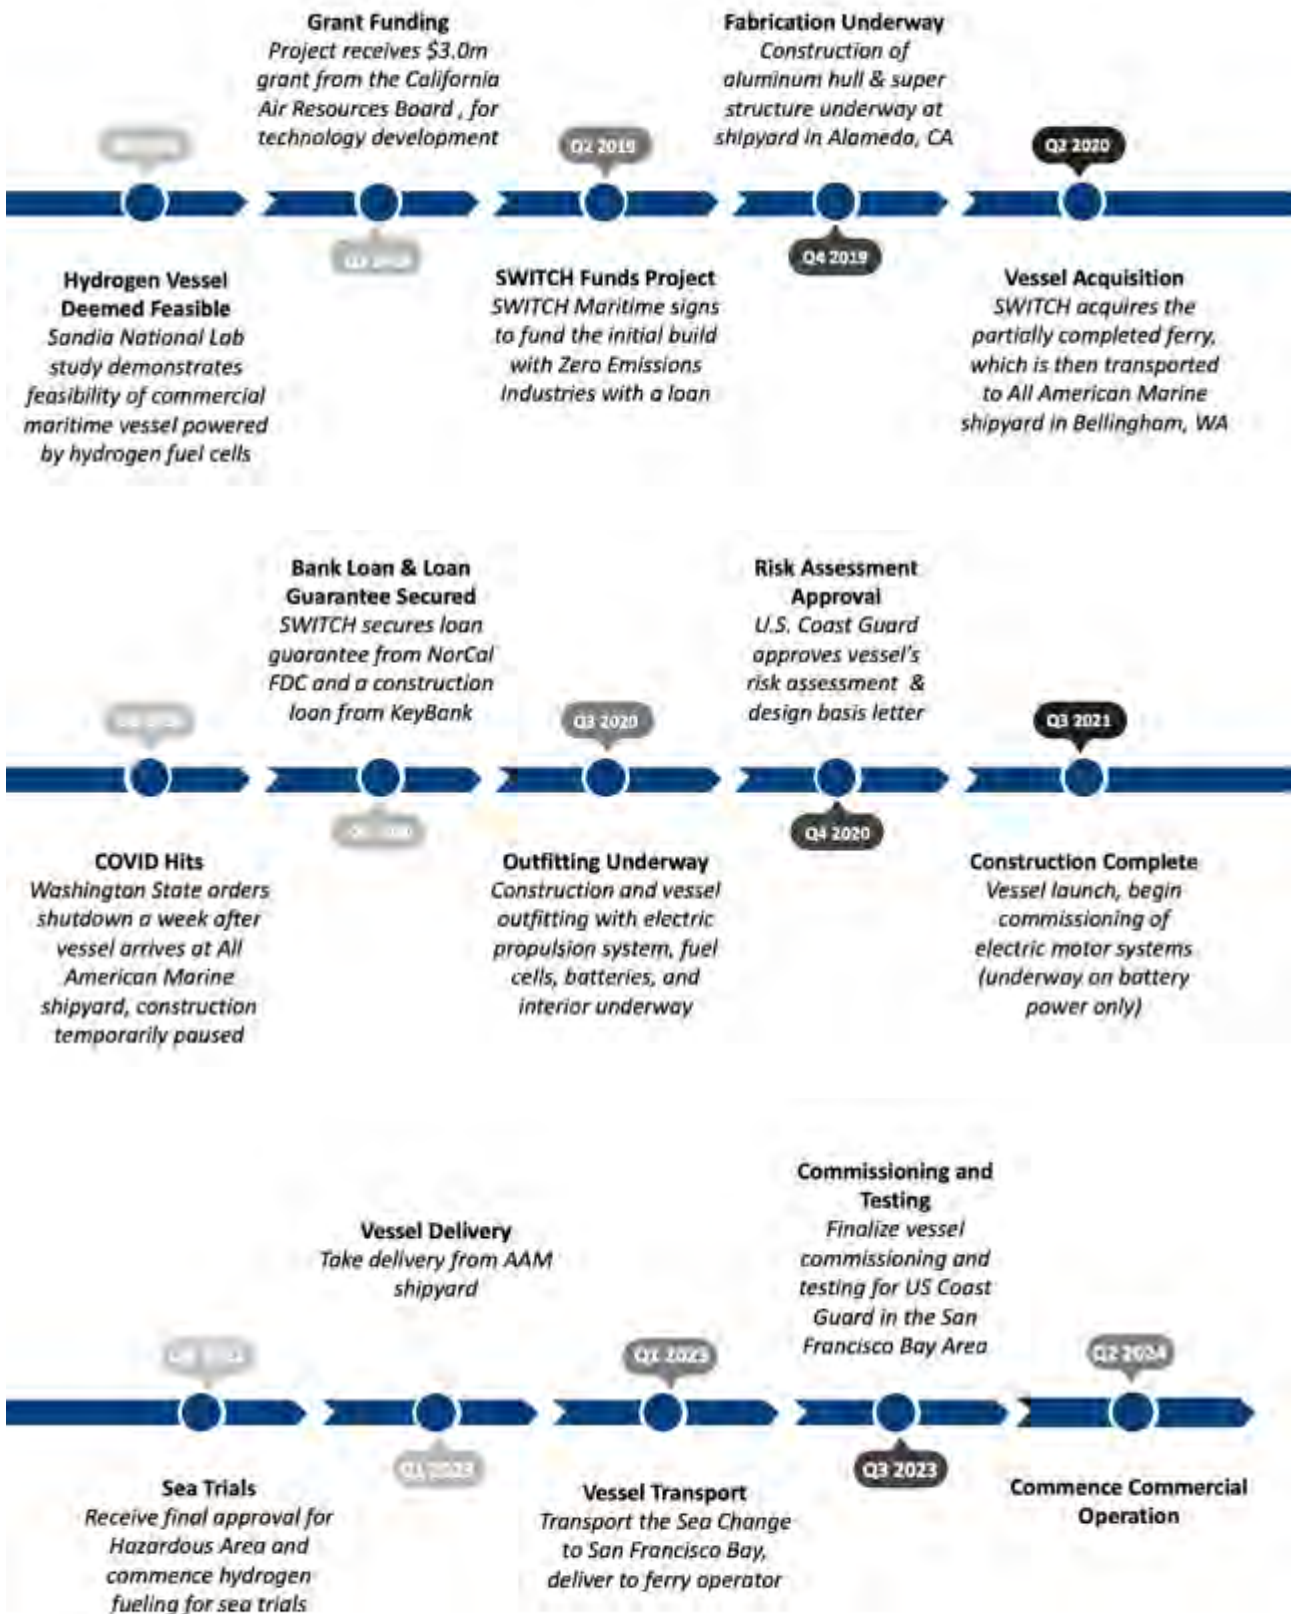 Grant Funding
Project receives $3.0m
grant from the California
Air Resources Board , for
technology development
Fabrication Underway
Construction of
aluminum hull & super
structure underway at
shipyard in Alameda, CA
Q2 2019
Q2 2020
Q4 2019
Hydrogen Vessel
Deemed Feasible
Sandia National Lab
study demonstrates
feasibility of commercial
maritime vessel powered
by hydrogen fuel cells
SWITCH Funds Project
SWITCH Maritime signs
to fund the initial build
with Zero Emissions
Industries with a loan
Vessel Acquisition
SWITCH acquires the
partially completed ferry,
which is then transported
to All American Marine
shipyard in Bellingham, WA
Bank Loan & Loan
Guarantee Secured
SWITCH secures loan
guarantee from NorCal
FDC and a construction
loan from KeyBank
Risk Assessment
Approval
U.S. Coast Guard
approves vessel's
risk assessment &
design basis letter
Q3 2020
Q3 2021
Q4 2020
COVID Hits
Washington State orders
shutdown a week after
vessel arrives at All
American Marine
shipyard, construction
temporarily paused
Outfitting Underway
Construction and vessel
outfitting with electric
propulsion system, fuel
cells, batteries, and
interior underway
Construction Complete
Vessel launch, begin
commissioning of
electric motor systems
(underway on battery
power only)
Vessel Delivery
Take delivery from AAM
shipyard
Commissioning and
Testing
Finalize vessel
commissioning and
testing for US Coast
Guard in the San
Francisco Bay Area
Q1 2023
Q2 2024
Q1 2023
Q3 2023
Sea Trials
Receive final approval for
Hazardous Area and
commence hydrogen
fueling for sea trials
Vessel Transport
Transport the Sea Change
to San Francisco Bay,
deliver to ferry operator
Commence Commercial
Operation